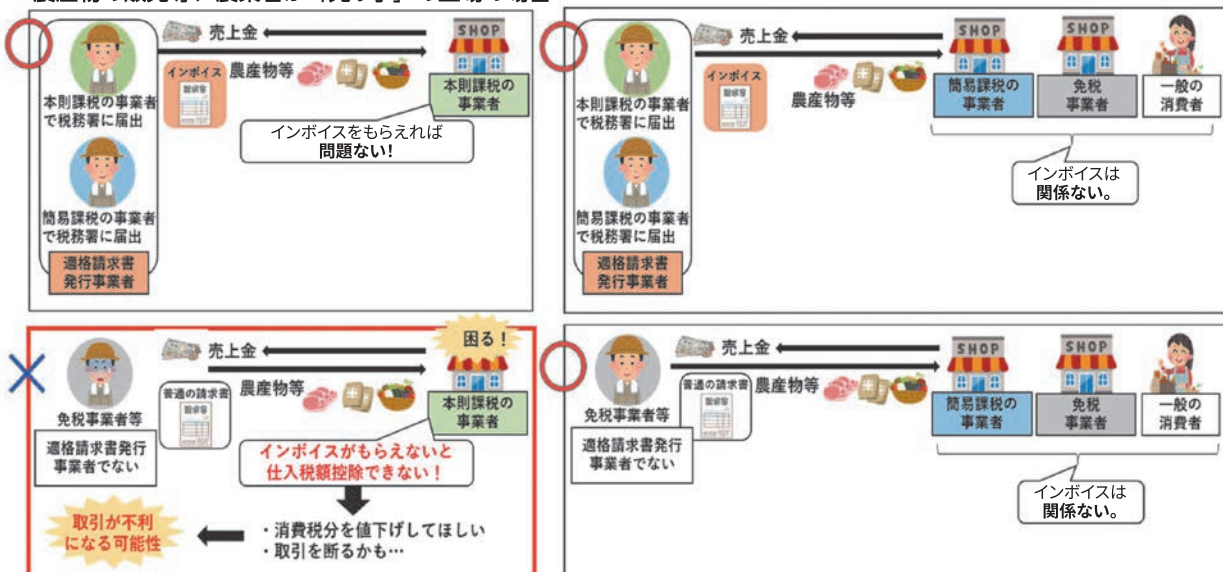 売上金
SHOP
インボイス
農産物等
本則課税の
事業者
本則課税の事業者
で税務署に届出
インボイスをもらえれば
問題ない!
簡易課税の事業者
で税務署に届出
適格請求書
発行事業者
売上金
SHOP
SHOP
インボイス
農産物等
簡易課税の
事業者
免税
事業者
一般の
消費者
本則課税の事業者
で税務署に届出
インボイスは
関係ない。
簡易課税の事業者
で税務署に届出
適格請求書
発行事業者
困る!
売上金
SHOP
普通の請求書
農産物等
本則課税の
事業者
免税事業者等
適格請求書発行
事業者でない
インボイスがもらえないと
仕入税額控除できない!
・消費税分を値下げしてほしい
・取引を断るかも…
取引が不利
になる可能性
売上金
SHOP
SHOP
普通の請求書
農産物等
簡易課税の
事業者
免税
事業者
一般の
消費者
免税事業者等
適格請求書発行
事業者でない
インボイスは
関係ない。